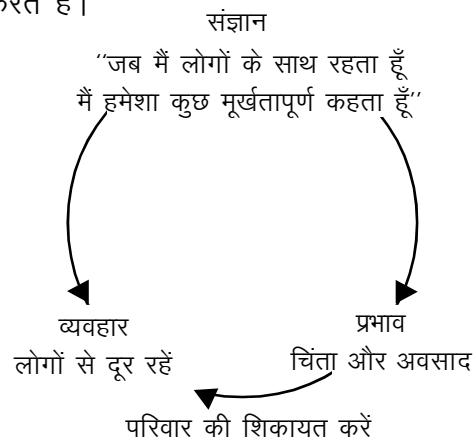 करते हैं।
संज्ञान
‘‘जब मैं लोगों के साथ रहता हूँ
मैं हमेशा कुछ मूर्खतापूर्ण कहता हूँ’’
व्यवहार
लोगों से दूर रहें
प्रभाव
चिंता और अवसाद
परिवार की शिकायत करें